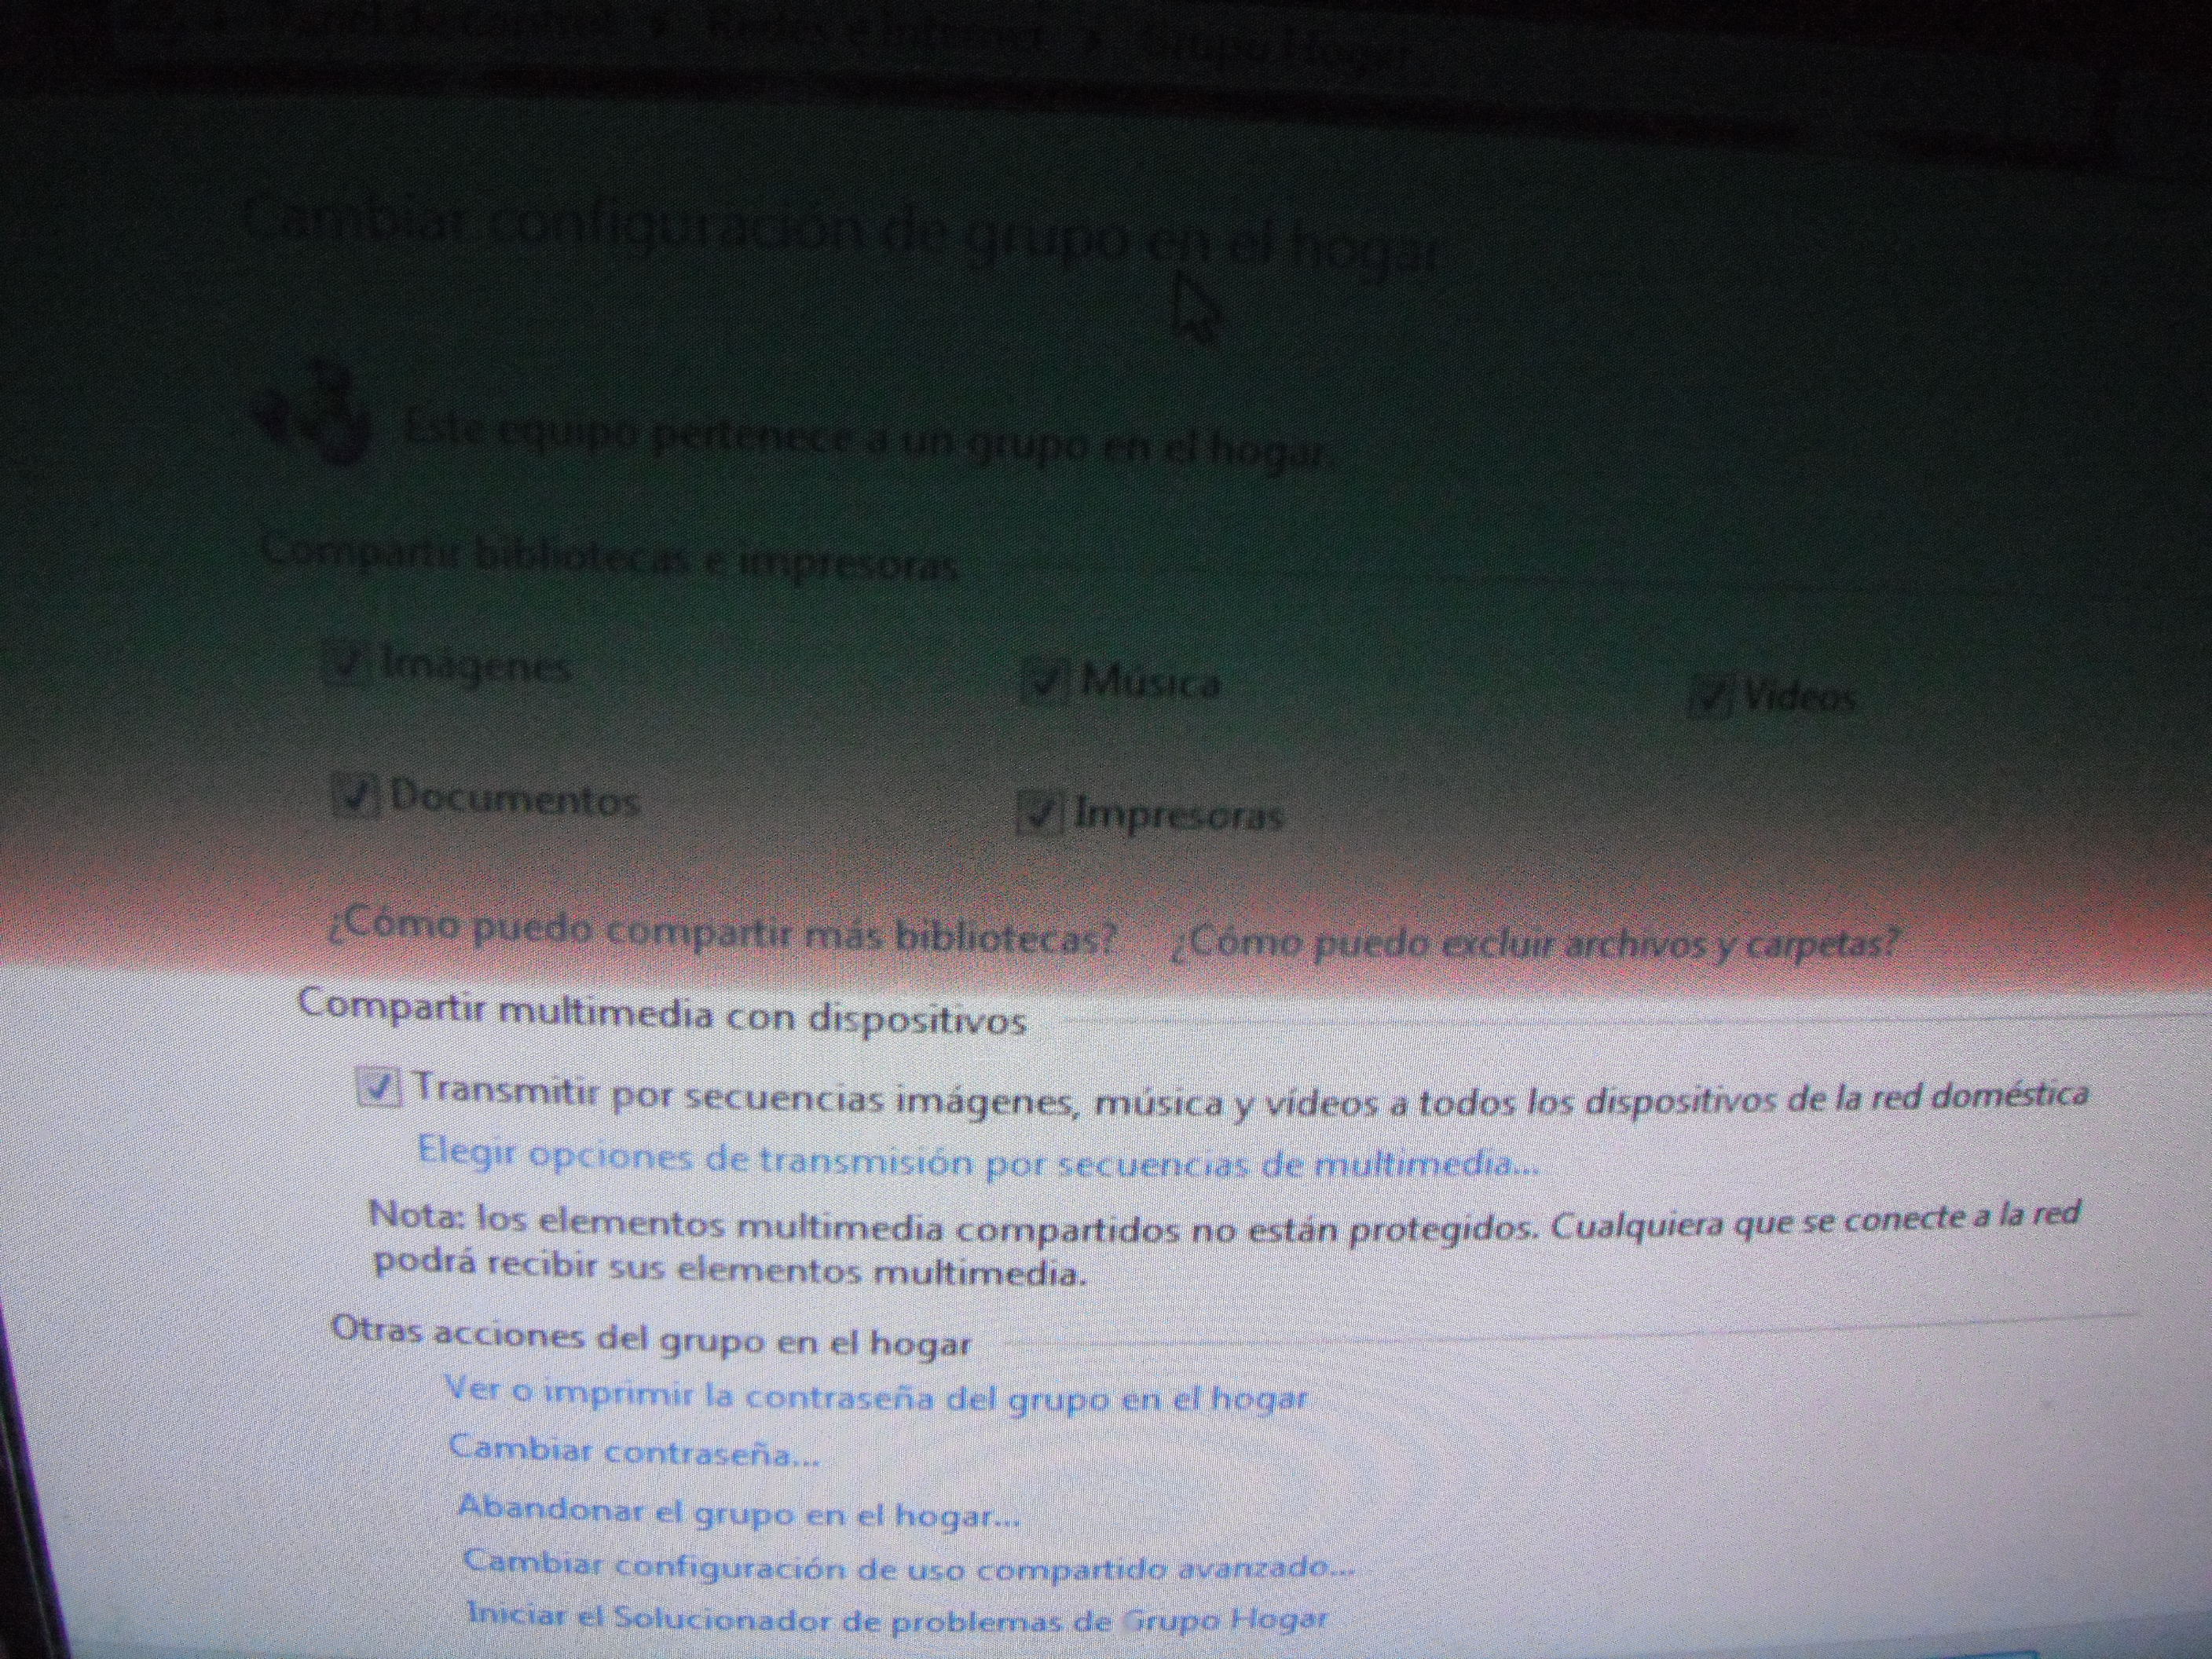 Panel de Control ▸ Redes e Internet ▸ Grupo Hogar
Cambiar configuración de grupo en el hogar
Este equipo pertenece a un grupo en el hogar.
Compartir bibliotecas e impresoras
Imágenes Música Videos
Documentos Impresoras
¿Cómo puedo compartir más bibliotecas? ¿Cómo puedo excluir archivos y carpetas?
Compartir multimedia con dispositivos
Transmitir por secuencias imágenes, música y vídeos a todos los dispositivos de la red doméstica
Elegir opciones de transmisión por secuencias de multimedia...
Nota: los elementos multimedia compartidos no están protegidos. Cualquiera que se conecte a la red
podrá recibir sus elementos multimedia.
Otras acciones del grupo en el hogar
Ver o imprimir la contraseña del grupo en el hogar
Cambiar contraseña...
Abandonar el grupo en el hogar...
Cambiar configuración de uso compartido avanzado...
Iniciar el Solucionador de problemas de Grupo Hogar